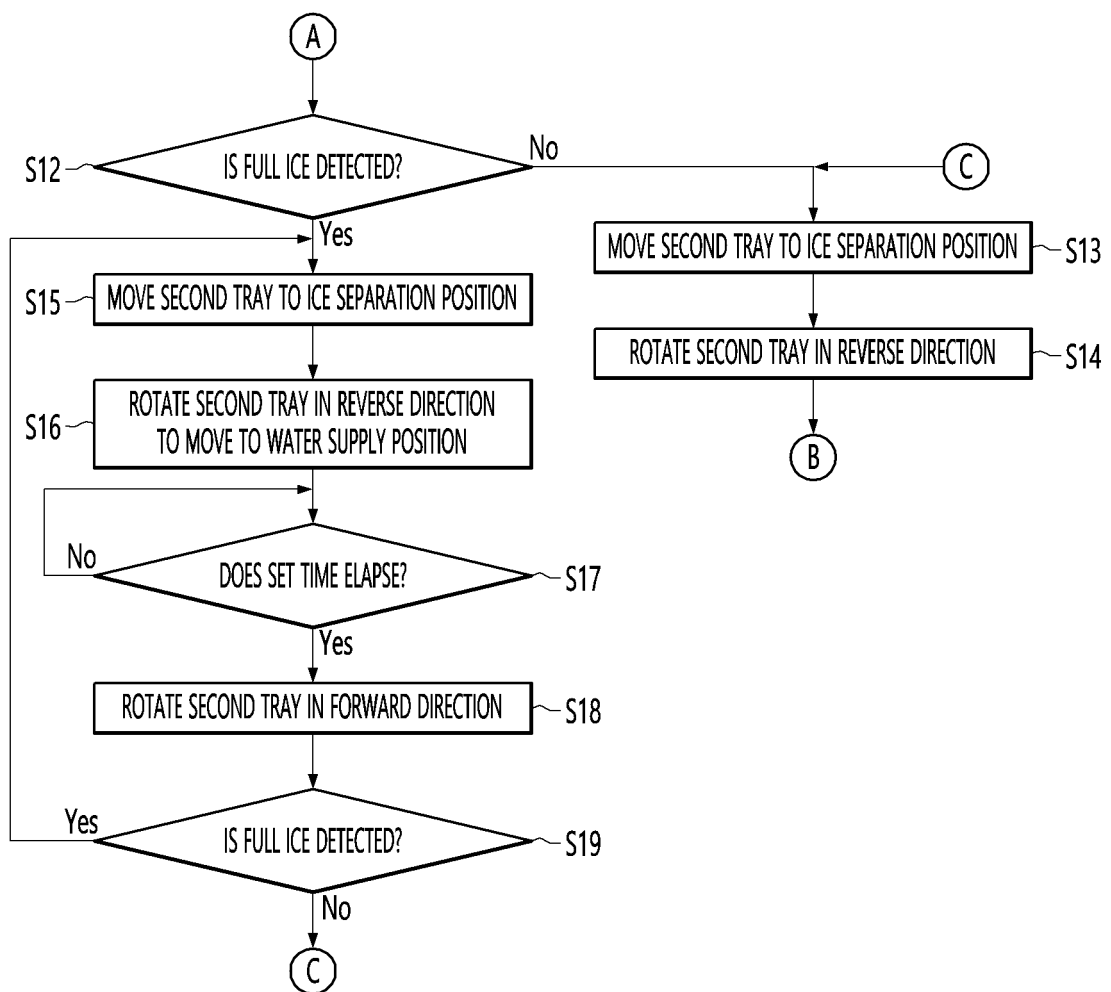 A
S12
IS FULL ICE DETECTED?
No
C
Yes
MOVE SECOND TRAY TO ICE SEPARATION POSITION
S13
S15
MOVE SECOND TRAY TO ICE SEPARATION POSITION
ROTATE SECOND TRAY IN REVERSE DIRECTION
S14
S16
ROTATE SECOND TRAY IN REVERSE DIRECTION
TO MOVE TO WATER SUPPLY POSITION
B
No
DOES SET TIME ELAPSE?
S17
Yes
ROTATE SECOND TRAY IN FORWARD DIRECTION
S18
Yes
IS FULL ICE DETECTED?
S19
No
C